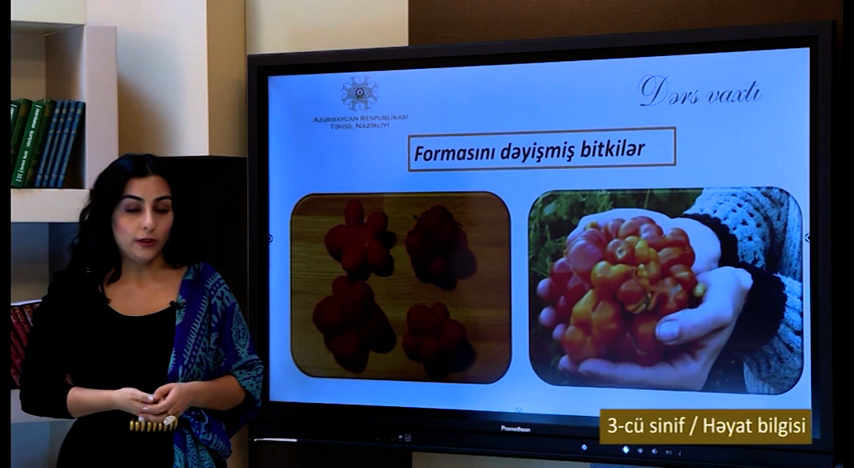 AZƏRBAYCAN RESPUBLİKASI
TƏHSİL NAZİRLİYİ
Dərs vaxtı
Formasını dəyişmiş bitkilər
Promethean
3-cü sinif / Həyat bilgisi